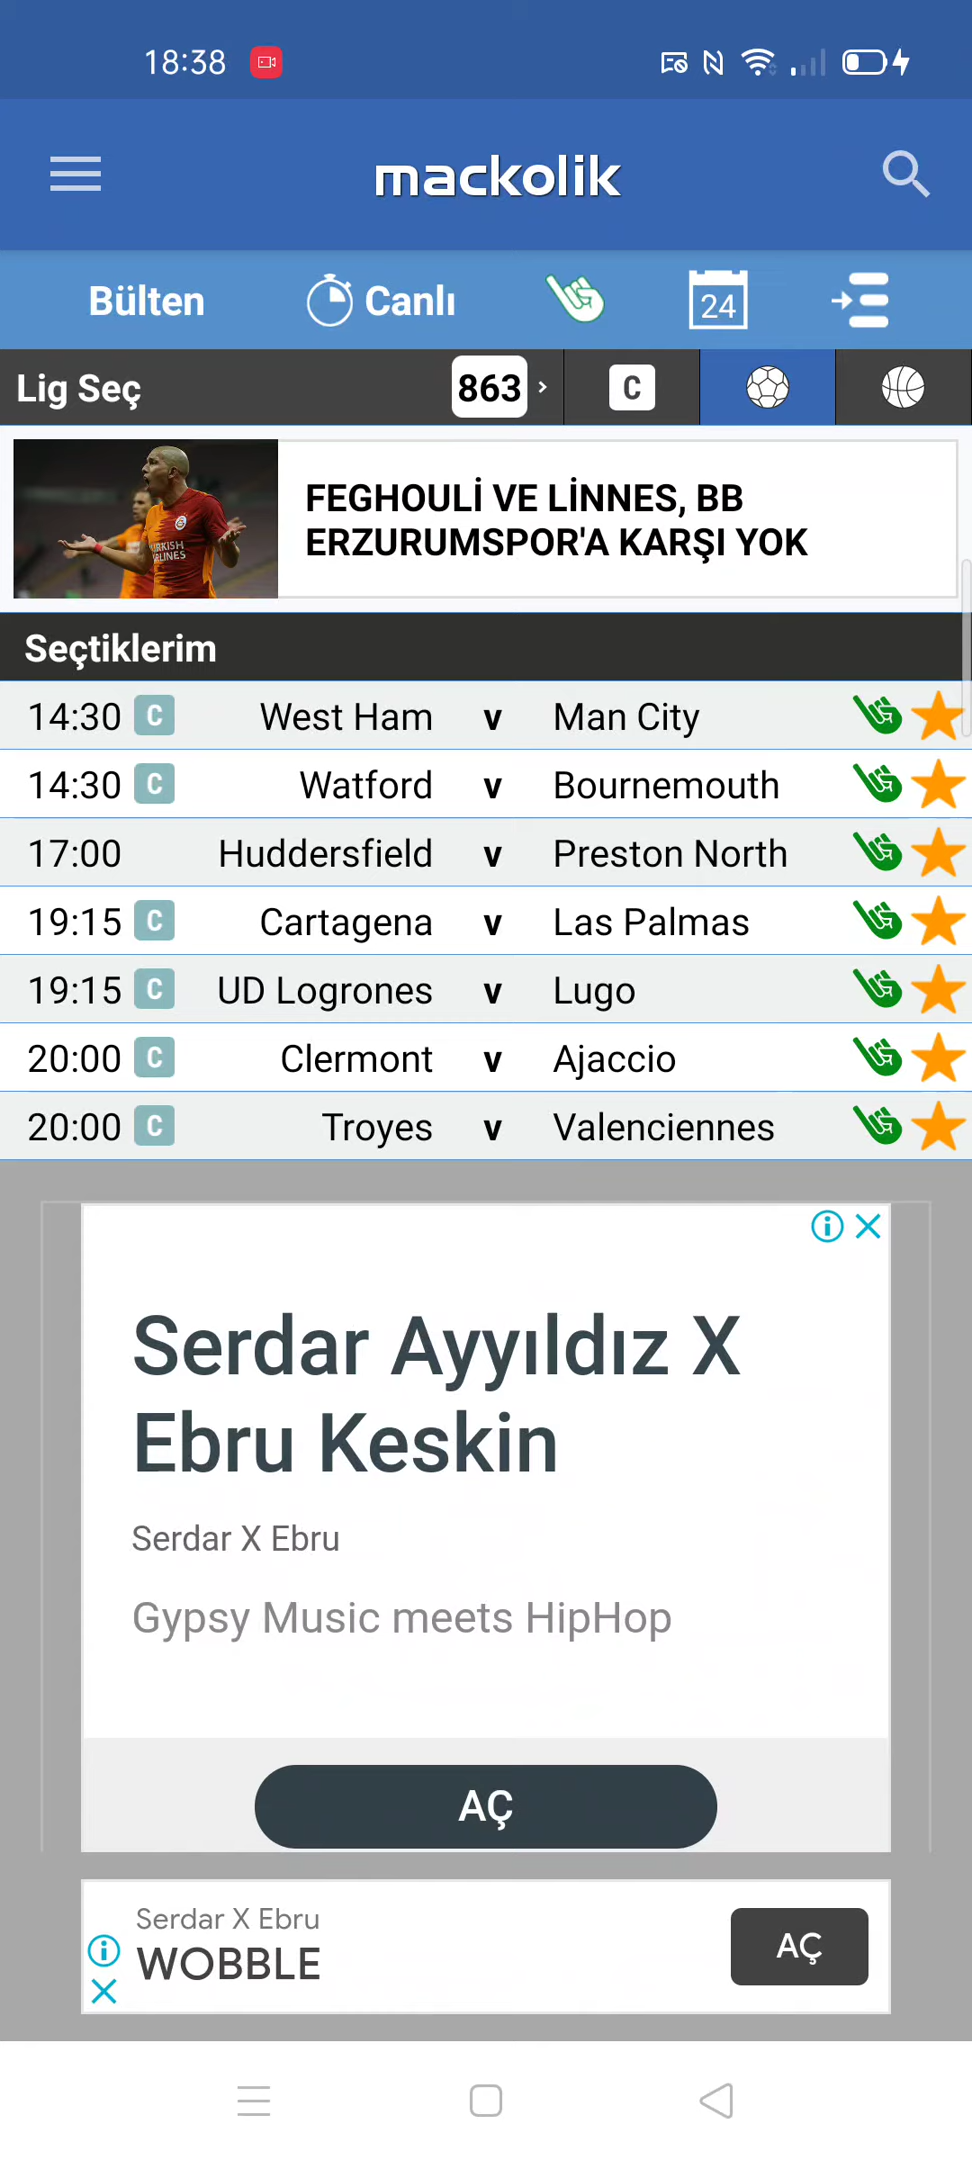 18:38
mackolik
Bülten Canlı 24
Lig Seç 863 > C
FEGHOULİ VE LİNNES, BB
ERZURUMSPOR'A KARŞI YOK
Seçtiklerim
14:30 C West Ham v Man City
14:30 C Watford v Bournemouth
17:00 Huddersfield v Preston North
19:15 C Cartagena v Las Palmas
19:15 C UD Logrones v Lugo
20:00 C Clermont v Ajaccio
20:00 C Troyes v Valenciennes
Serdar Ayyıldız X
Ebru Keskin
Serdar X Ebru
Gypsy Music meets HipHop
AÇ
Serdar X Ebru
WOBBLE
AÇ